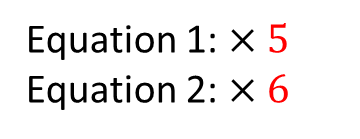 Equation 1: × 5
Equation 2: × 6